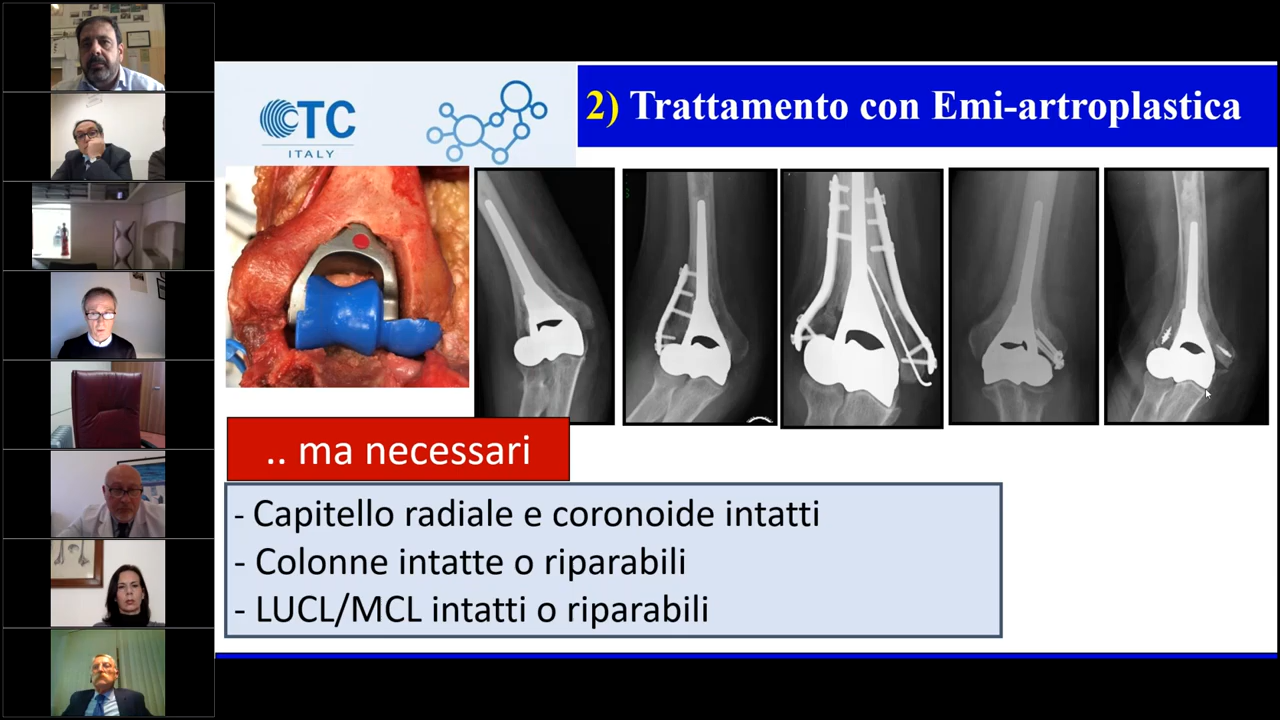 CTC
ITALY
2) Trattamento con Emi-artroplastica
.. ma necessari
- Capitello radiale e coronoide intatti
- Colonne intatte o riparabili
- LUCL/MCL intatti o riparabili